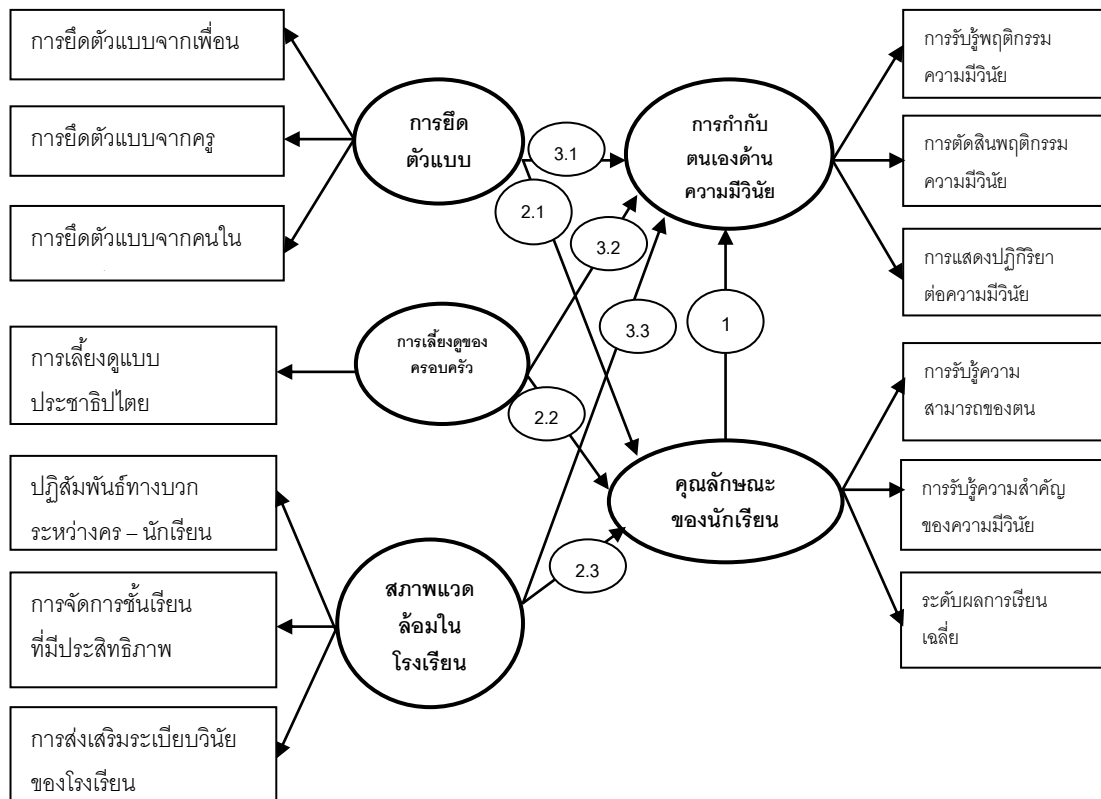 การยึดตัวแบบจากเพื่อน
การยึดตัวแบบจากครู
การยึดตัวแบบจากคนใน
การเลี้ยงดูแบบ
ประชาธิปไตย
ปฏิสัมพันธ์ทางบวก
ระหว่างคร – นักเรียน
การจัดการชั้นเรียน
ที่มีประสิทธิภาพ
การส่งเสริมระเบียบวินัย
ของโรงเรียน
การยึด
ตัวแบบ
การเลี้ยงดูของ
ครอบครัว
สภาพแวด
ล้อมใน
โรงเรียน
3.1
2.1
3.2
3.3
1
2.2
2.3
การกำกับ
ตนเองด้าน
ความมีวินัย
คุณลักษณะ
ของนักเรียน
การรับรู้พฤติกรรม
ความมีวินัย
การตัดสินพฤติกรรม
ความมีวินัย
การแสดงปฏิกิริยา
ต่อความมีวินัย
การรับรู้ความ
สามารถของตน
การรับรู้ความสำคัญ
ของความมีวินัย
ระดับผลการเรียน
เฉลี่ย